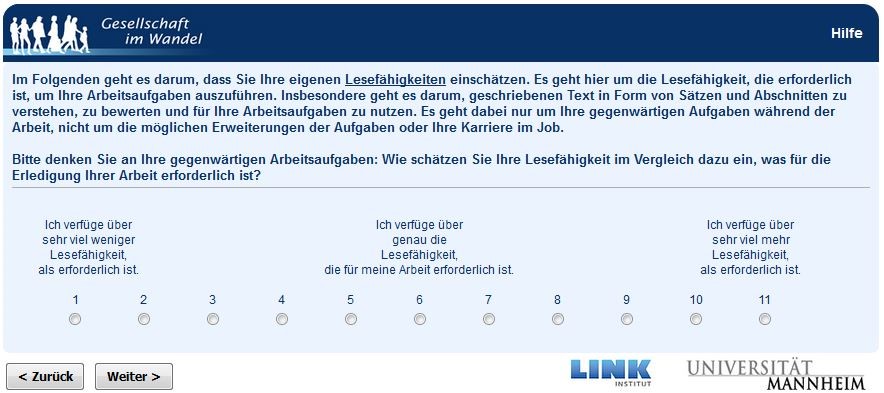 Gesellschaft
im Wandel
Hilfe
Im Folgenden geht es darum, dass Sie Ihre eigenen Lesefähigkeiten einschätzen. Es geht hier um die Lesefähigkeit, die erforderlich
ist, um Ihre Arbeitsaufgaben auszuführen. Insbesondere geht es darum, geschriebenen Text in Form von Sätzen und Abschnitten zu
verstehen, zu bewerten und für Ihre Arbeitsaufgaben zu nutzen. Es geht dabei nur um Ihre gegenwärtigen Aufgaben während der
Arbeit, nicht um die möglichen Erweiterungen der Aufgaben oder Ihre Karriere im Job.
Bitte denken Sie an Ihre gegenwärtigen Arbeitsaufgaben: Wie schätzen Sie Ihre Lesefähigkeit im Vergleich dazu ein, was für die
Erledigung Ihrer Arbeit erforderlich ist?
Ich verfüge über
sehr viel weniger
Lesefähigkeit,
als erforderlich ist.
Ich verfüge über
genau die
Lesefähigkeit,
die für meine Arbeit erforderlich ist.
Ich verfüge über
sehr viel mehr
Lesefähigkeit,
als erforderlich ist.
1 2 3 4 5 6 7 8 9 10 11
< Zurück
Weiter >
LINK
INSTITUT
UNIVERSITÄT
MANNHEIM